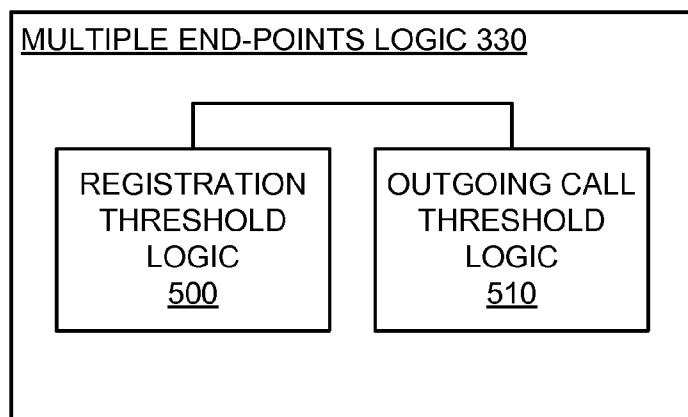 MULTIPLE END-POINTS LOGIC 330
REGISTRATION
THRESHOLD
LOGIC
500
OUTGOING CALL
THRESHOLD
LOGIC
510